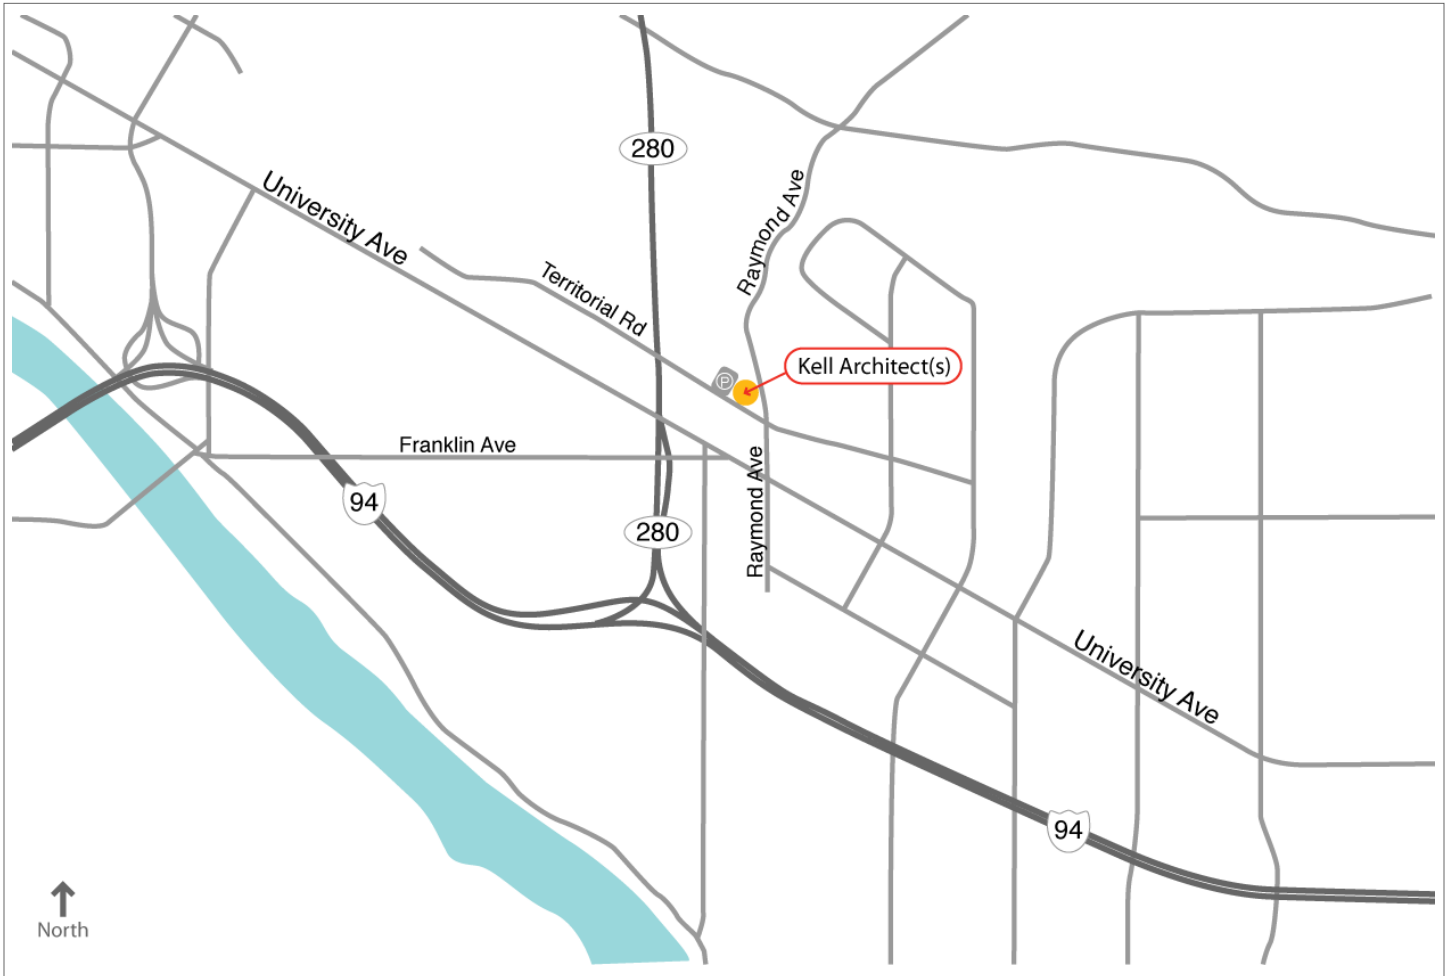 280
Raymond Ave
University Ave
Territorial Rd
Kell Architect(s)
P
Franklin Ave
Raymond Ave
94
280
University Ave
94
North